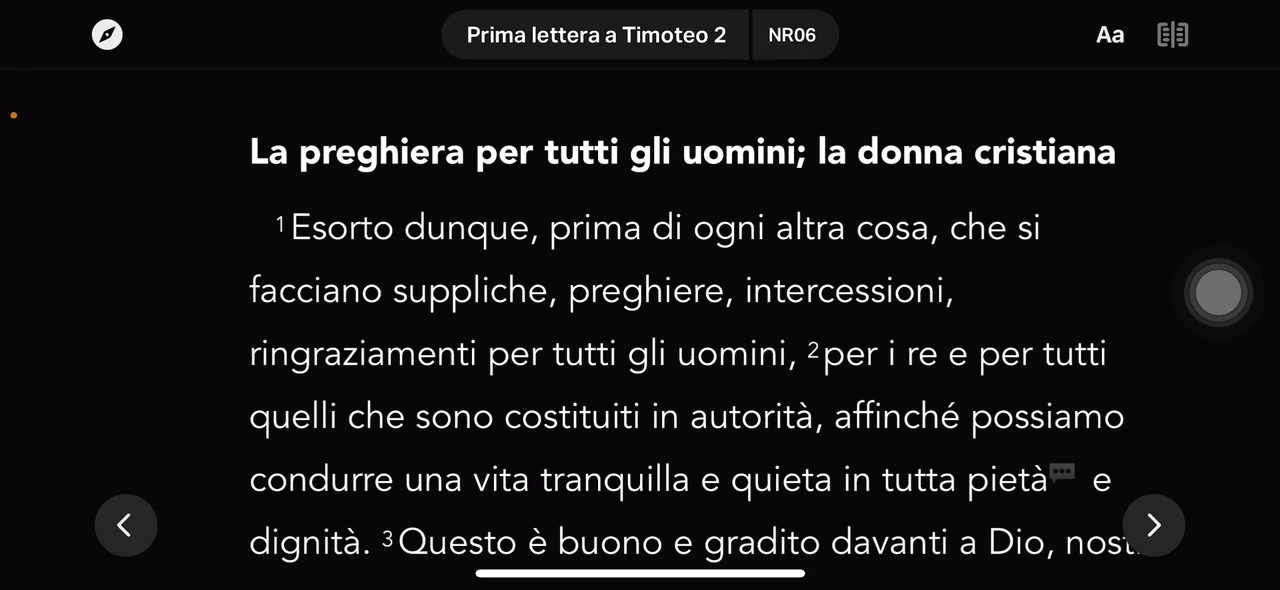 Prima lettera a Timoteo 2 NR06 Aa
La preghiera per tutti gli uomini; la donna cristiana
1 Esorto dunque, prima di ogni altra cosa, che si
facciano suppliche, preghiere, intercessioni,
ringraziamenti per tutti gli uomini, 2 per i re e per tutti
quelli che sono costituiti in autorità, affinché possiamo
condurre una vita tranquilla e quieta in tutta pietà e
dignità. 3 Questo è buono e gradito davanti a Dio,